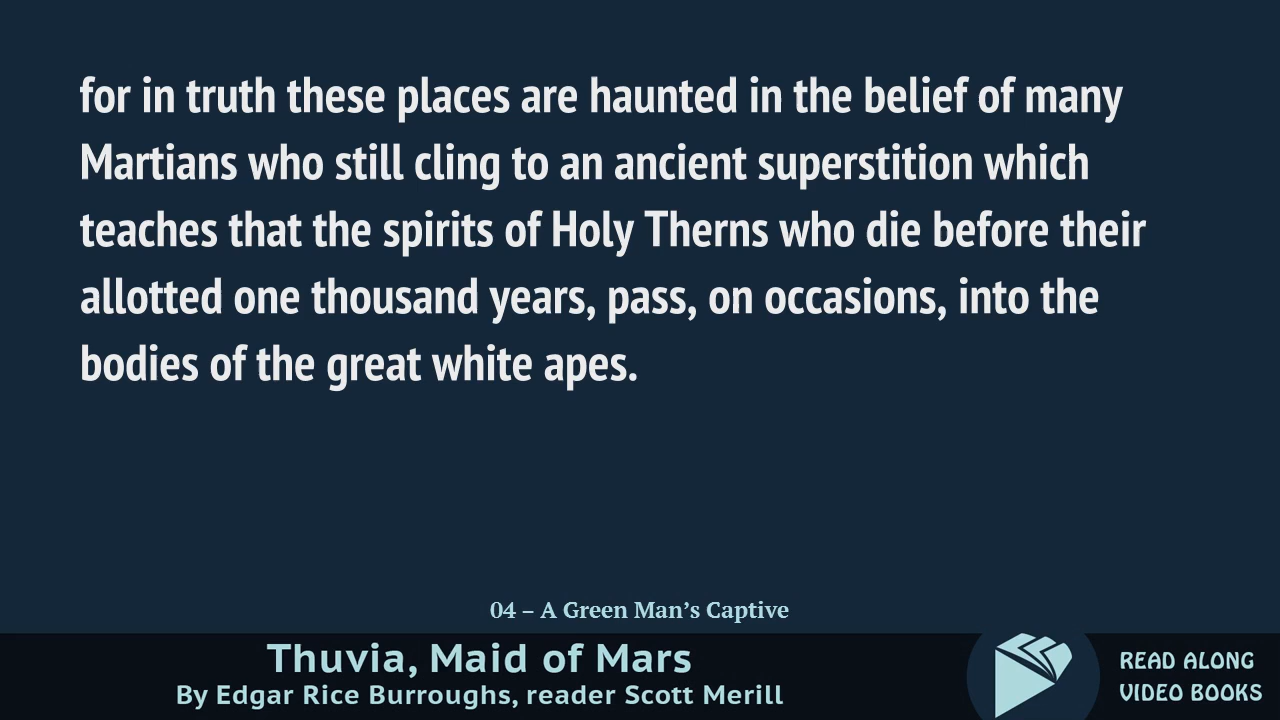 for in truth these places are haunted in the belief of many
Martians who still cling to an ancient superstition which
teaches that the spirits of Holy Therns who die before their
allotted one thousand years, pass, on occasions, into the
bodies of the great white apes.
04 – A Green Man’s Captive
Thuvia, Maid of Mars
By Edgar Rice Burroughs, reader Scott Merill
READ ALONG
VIDEO BOOKS